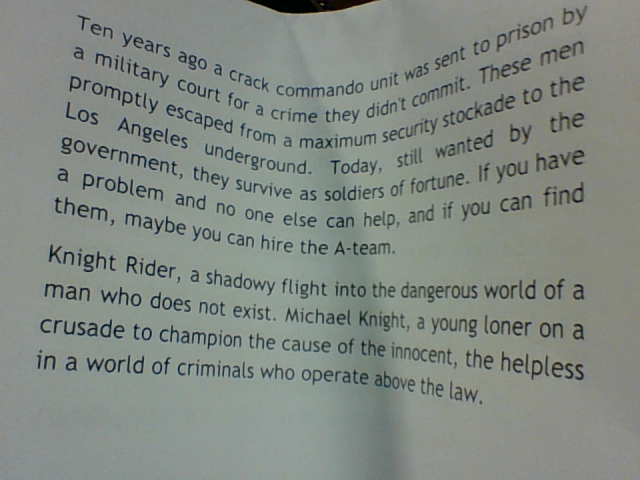 Ten years ago a crack commando unit was sent to prison by
a military court for a crime they didn't commit. These men
promptly escaped from a maximum security stockade to the
Los Angeles underground. Today, still wanted by the
government, they survive as soldiers of fortune. If you have
a problem and no one else can help, and if you can find
them, maybe you can hire the A-team.
Knight Rider, a shadowy flight into the dangerous world of a
man who does not exist. Michael Knight, a young loner on a
crusade to champion the cause of the innocent, the helpless
in a world of criminals who operate above the law.